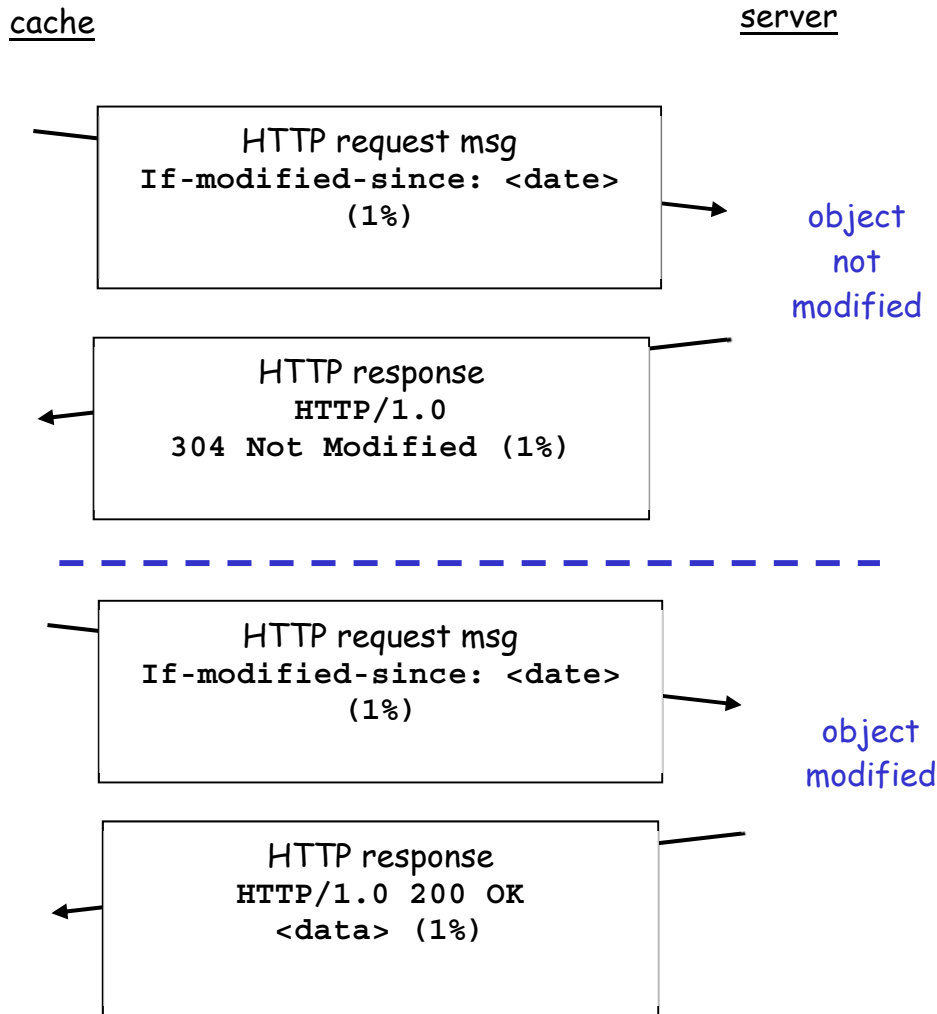 cache
server
HTTP request msg
If-modified-since: <date>
(1%)
object
not
modified
HTTP response
HTTP/1.0
304 Not Modified (1%)
HTTP request msg
If-modified-since: <date>
(1%)
object
modified
HTTP response
HTTP/1.0 200 OK
<data> (1%)